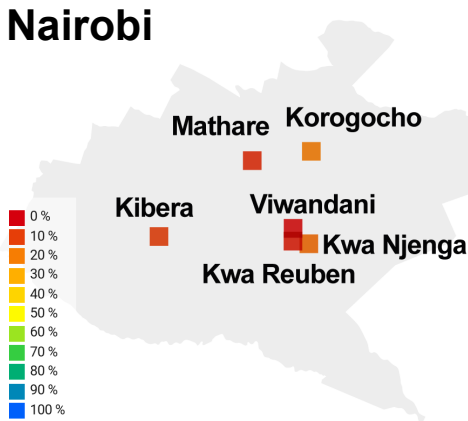 Nairobi
Korogocho
Mathare
Kibera
Viwandani
Kwa Njenga
Kwa Reuben
0 %
10 %
20 %
30 %
40 %
50 %
60 %
70 %
80 %
90 %
100 %